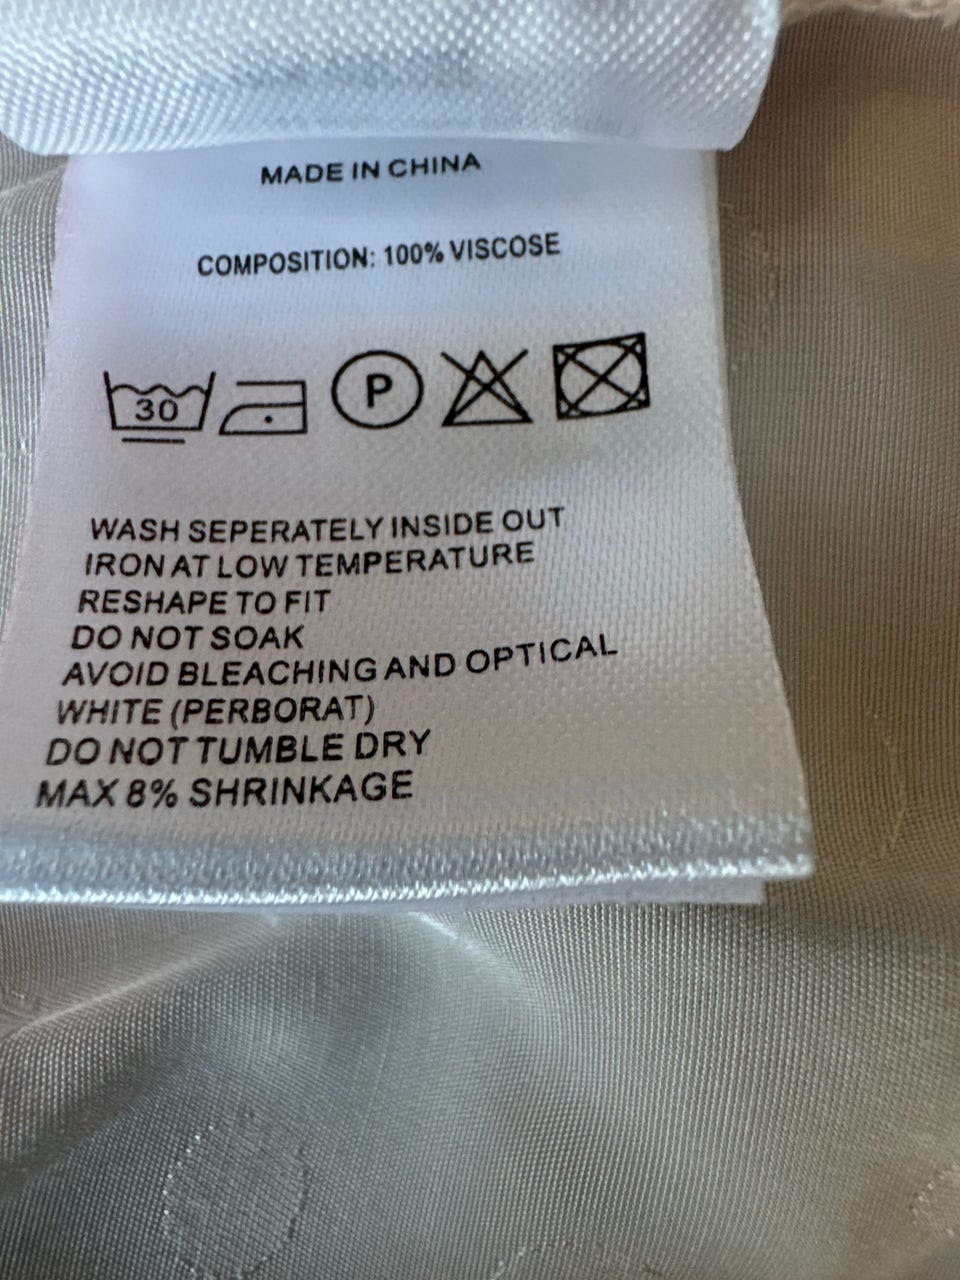 MADE IN CHINA
COMPOSITION: 100% VISCOSE
30 P
WASH SEPERATELY INSIDE OUT
IRON AT LOW TEMPERATURE
RESHAPE TO FIT
DO NOT SOAK
AVOID BLEACHING AND OPTICAL
WHITE (PERBORAT)
DO NOT TUMBLE DRY
MAX 8% SHRINKAGE